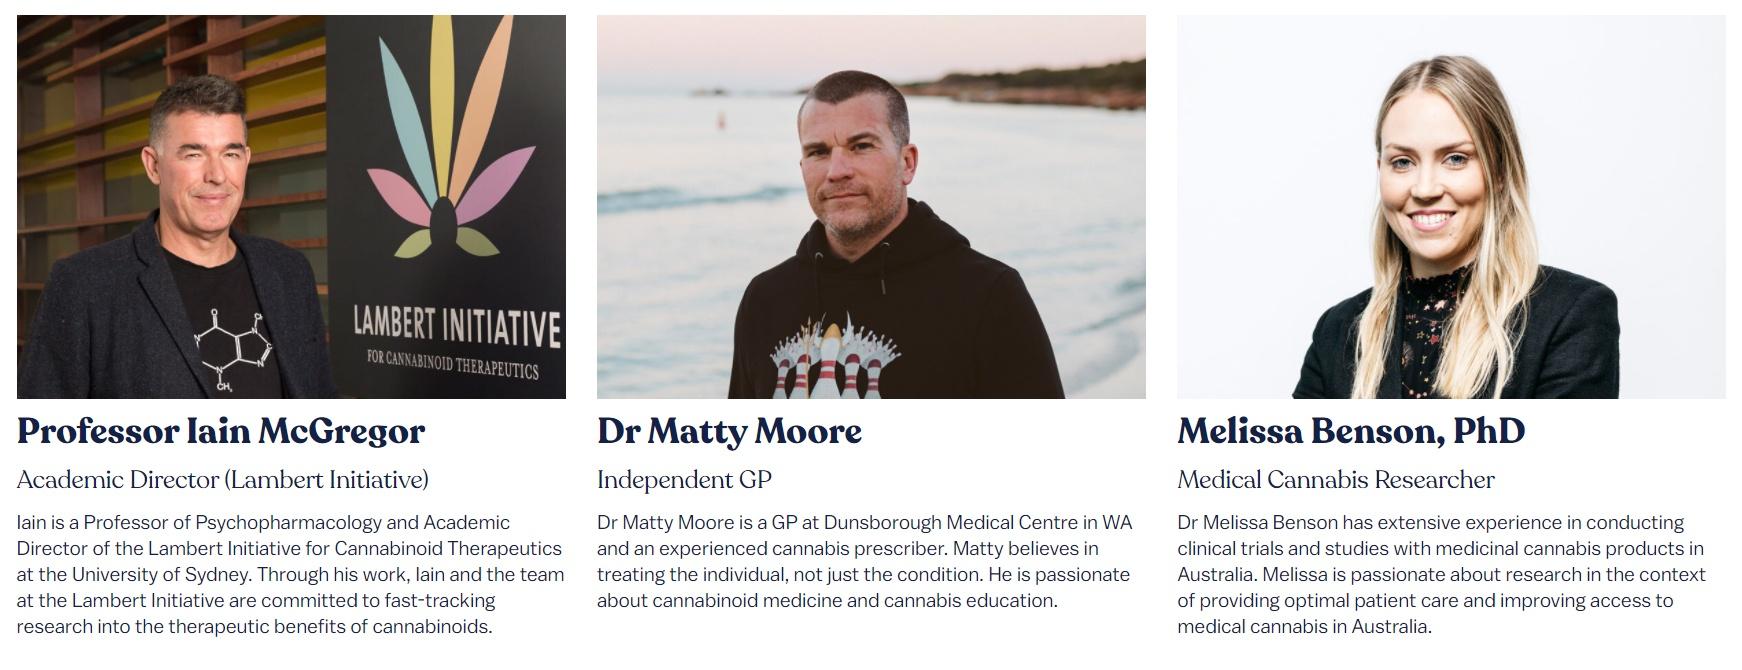 LAMBERT INITIATIVE
FOR CANNABINOID THERAPEUTICS
O
N
N
N
CH₃
Professor Iain McGregor
Academic Director (Lambert Initiative)
Iain is a Professor of Psychopharmacology and Academic
Director of the Lambert Initiative for Cannabinoid Therapeutics
at the University of Sydney. Through his work, Iain and the team
at the Lambert Initiative are committed to fast-tracking
research into the therapeutic benefits of cannabinoids.
Dr Matty Moore
Independent GP
Dr Matty Moore is a GP at Dunsborough Medical Centre in WA
and an experienced cannabis prescriber. Matty believes in
treating the individual, not just the condition. He is passionate
about cannabinoid medicine and cannabis education.
Melissa Benson, PhD
Medical Cannabis Researcher
Dr Melissa Benson has extensive experience in conducting
clinical trials and studies with medicinal cannabis products in
Australia. Melissa is passionate about research in the context
of providing optimal patient care and improving access to
medical cannabis in Australia.